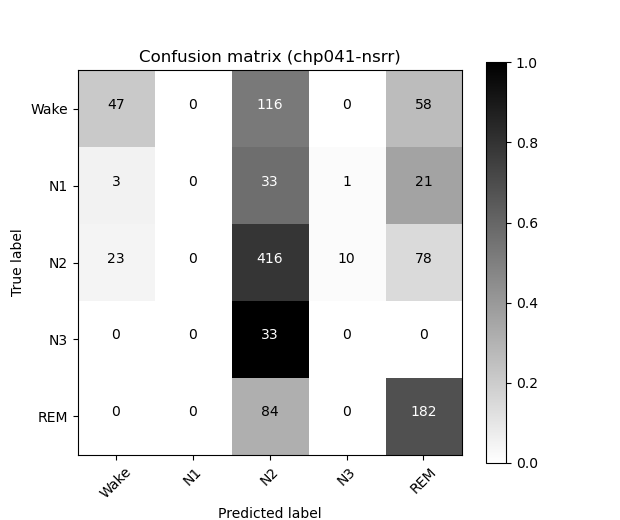 Confusion matrix (chp041-nsrr)
True label
Wake 47 0 116 0 58
N1 3 0 33 1 21
N2 23 0 416 10 78
N3 0 0 33 0 0
REM 0 0 84 0 182
Wake N1 N2 N3 REM
Predicted label
1.0
0.8
0.6
0.4
0.2
0.0